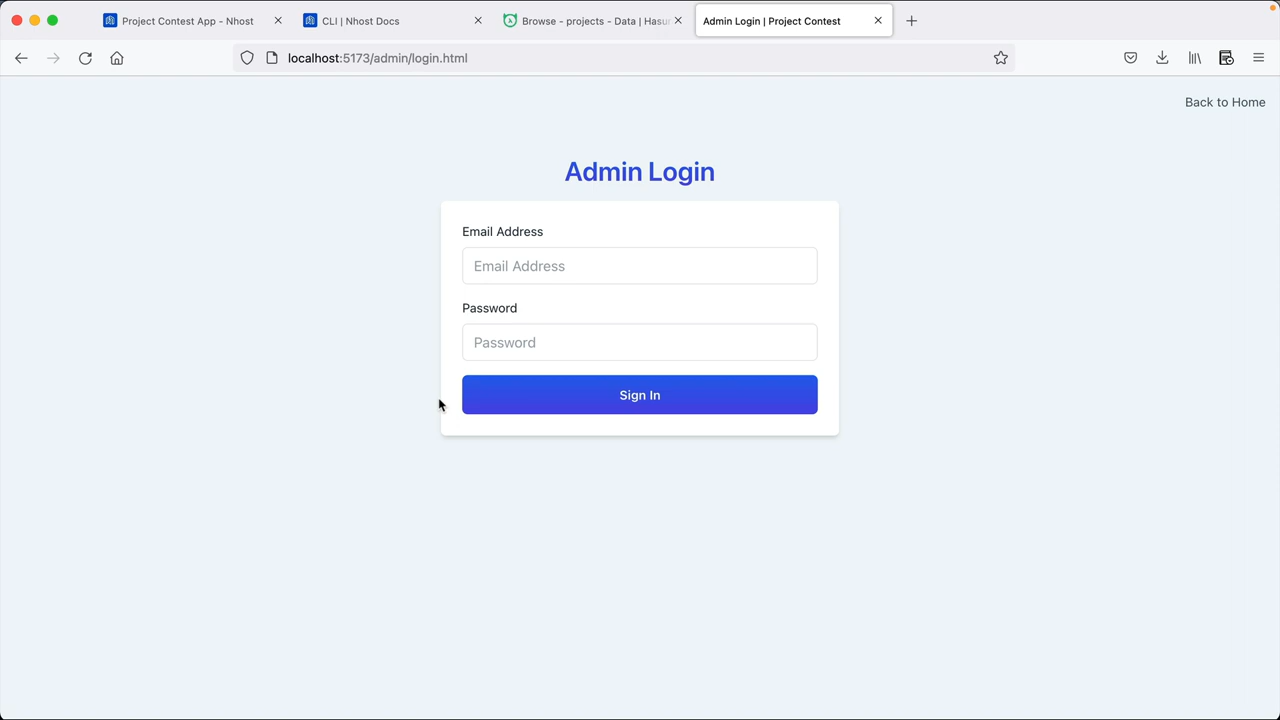 Project Contest App - Nhost
CLI | Nhost Docs
Browse - projects - Data | Hasur
Admin Login | Project Contest
localhost:5173/admin/login.html
Back to Home
Admin Login
Email Address
Email Address
Password
Password
Sign In